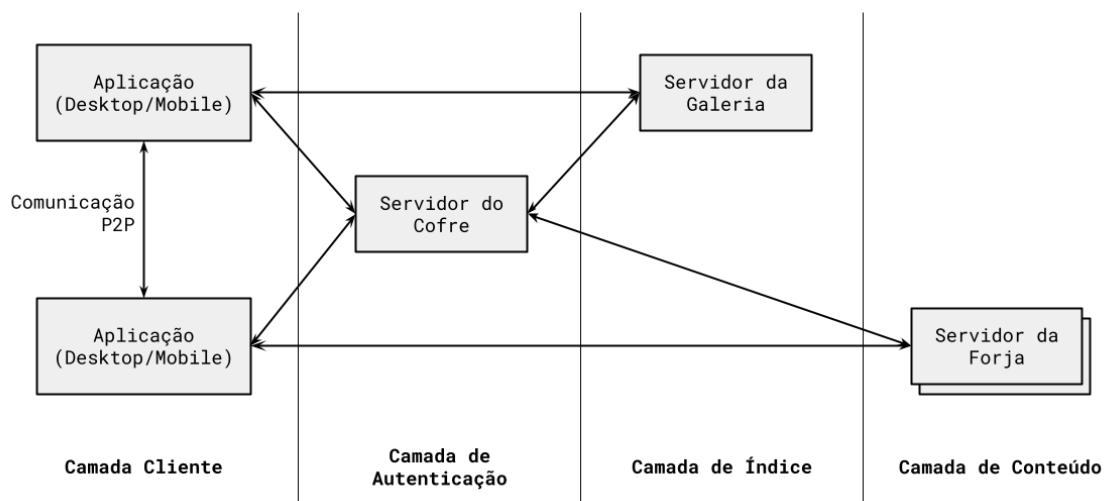 Aplicação
(Desktop/Mobile)
Servidor da
Galeria
Servidor do
Cofre
Comunicação
P2P
Aplicação
(Desktop/Mobile)
Servidor da
Forja
Camada Cliente
Camada de
Autenticação
Camada de Índice
Camada de Conteúdo